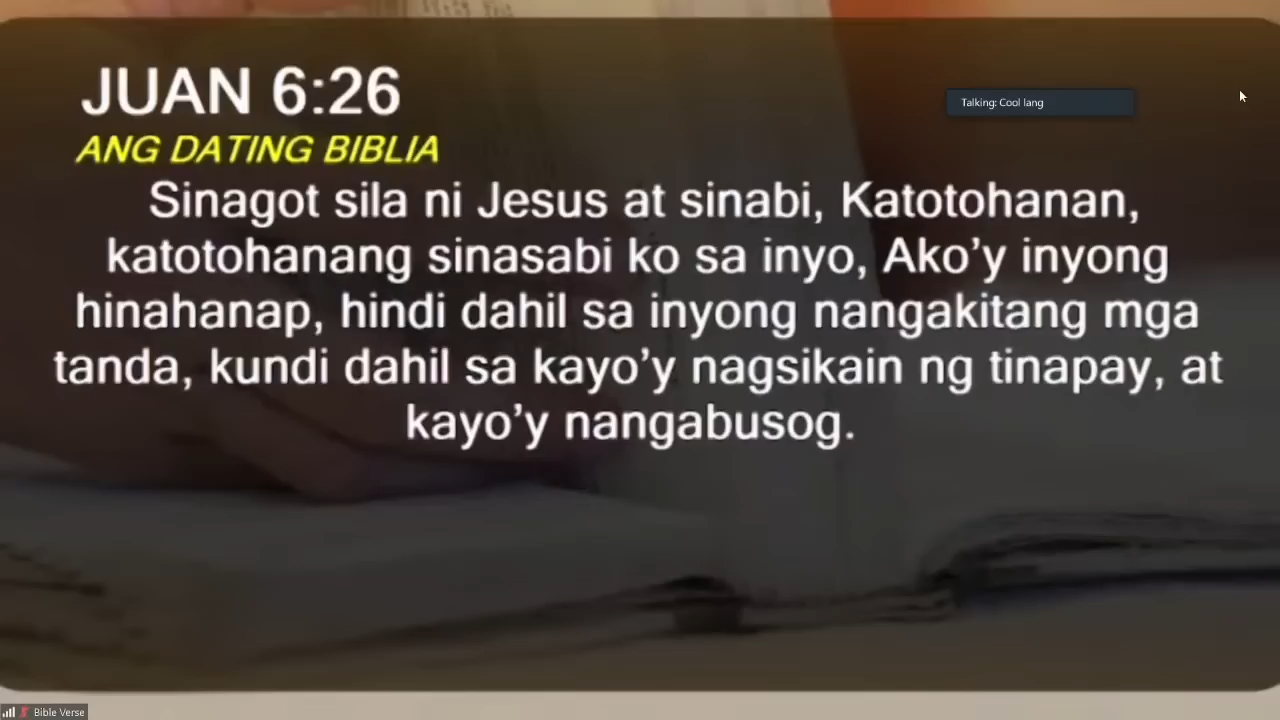 JUAN 6:26
Talking: Cool lang
ANG DATING BIBLIA
Sinagot sila ni Jesus at sinabi, Katotohanan,
katotohanang sinasabi ko sa inyo, Ako’y inyong
hinahanap, hindi dahil sa inyong nangakitang mga
tanda, kundi dahil sa kayo’y nagsikain ng tinapay, at
kayo’y nangabusog.
Bible Verse